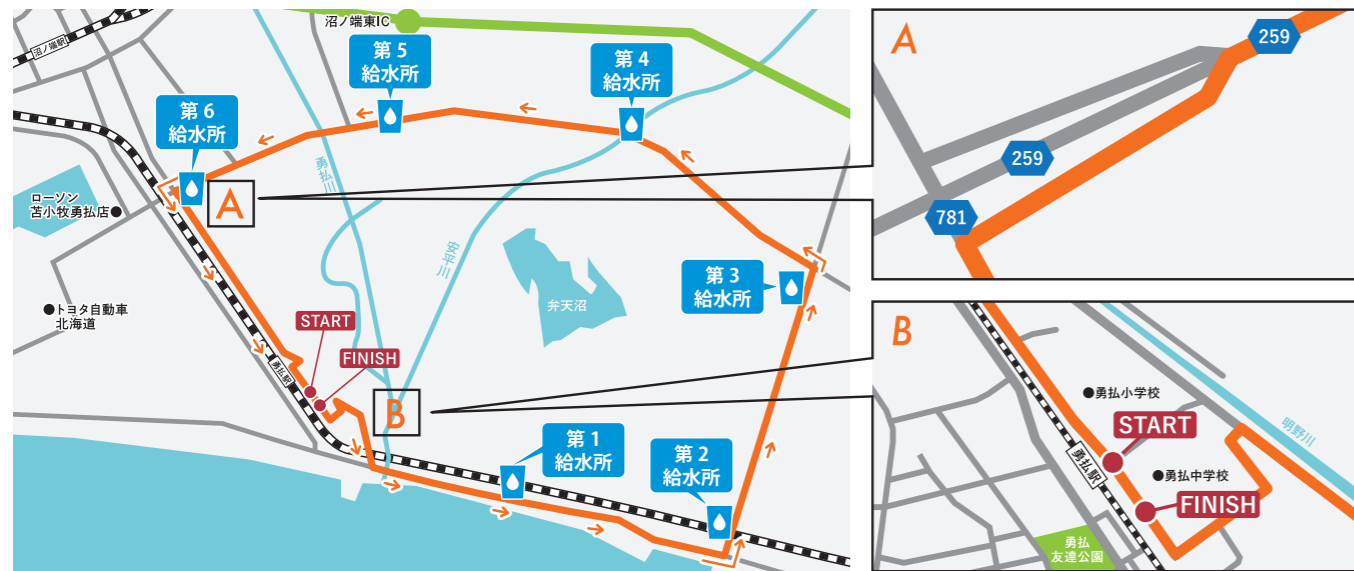 沼ノ端駅
沼ノ端東IC
第5
給水所
第4
給水所
第6
給水所
勇払川
安平川
ローソン
苫小牧勇払店
A
第3
給水所
弁天沼
トヨタ自動車
北海道
START
FINISH
勇払駅
B
第1
給水所
第2
給水所
A
259
259
781
B
勇払小学校
START
明野川
勇払駅
勇払中学校
FINISH
勇払
友達公園